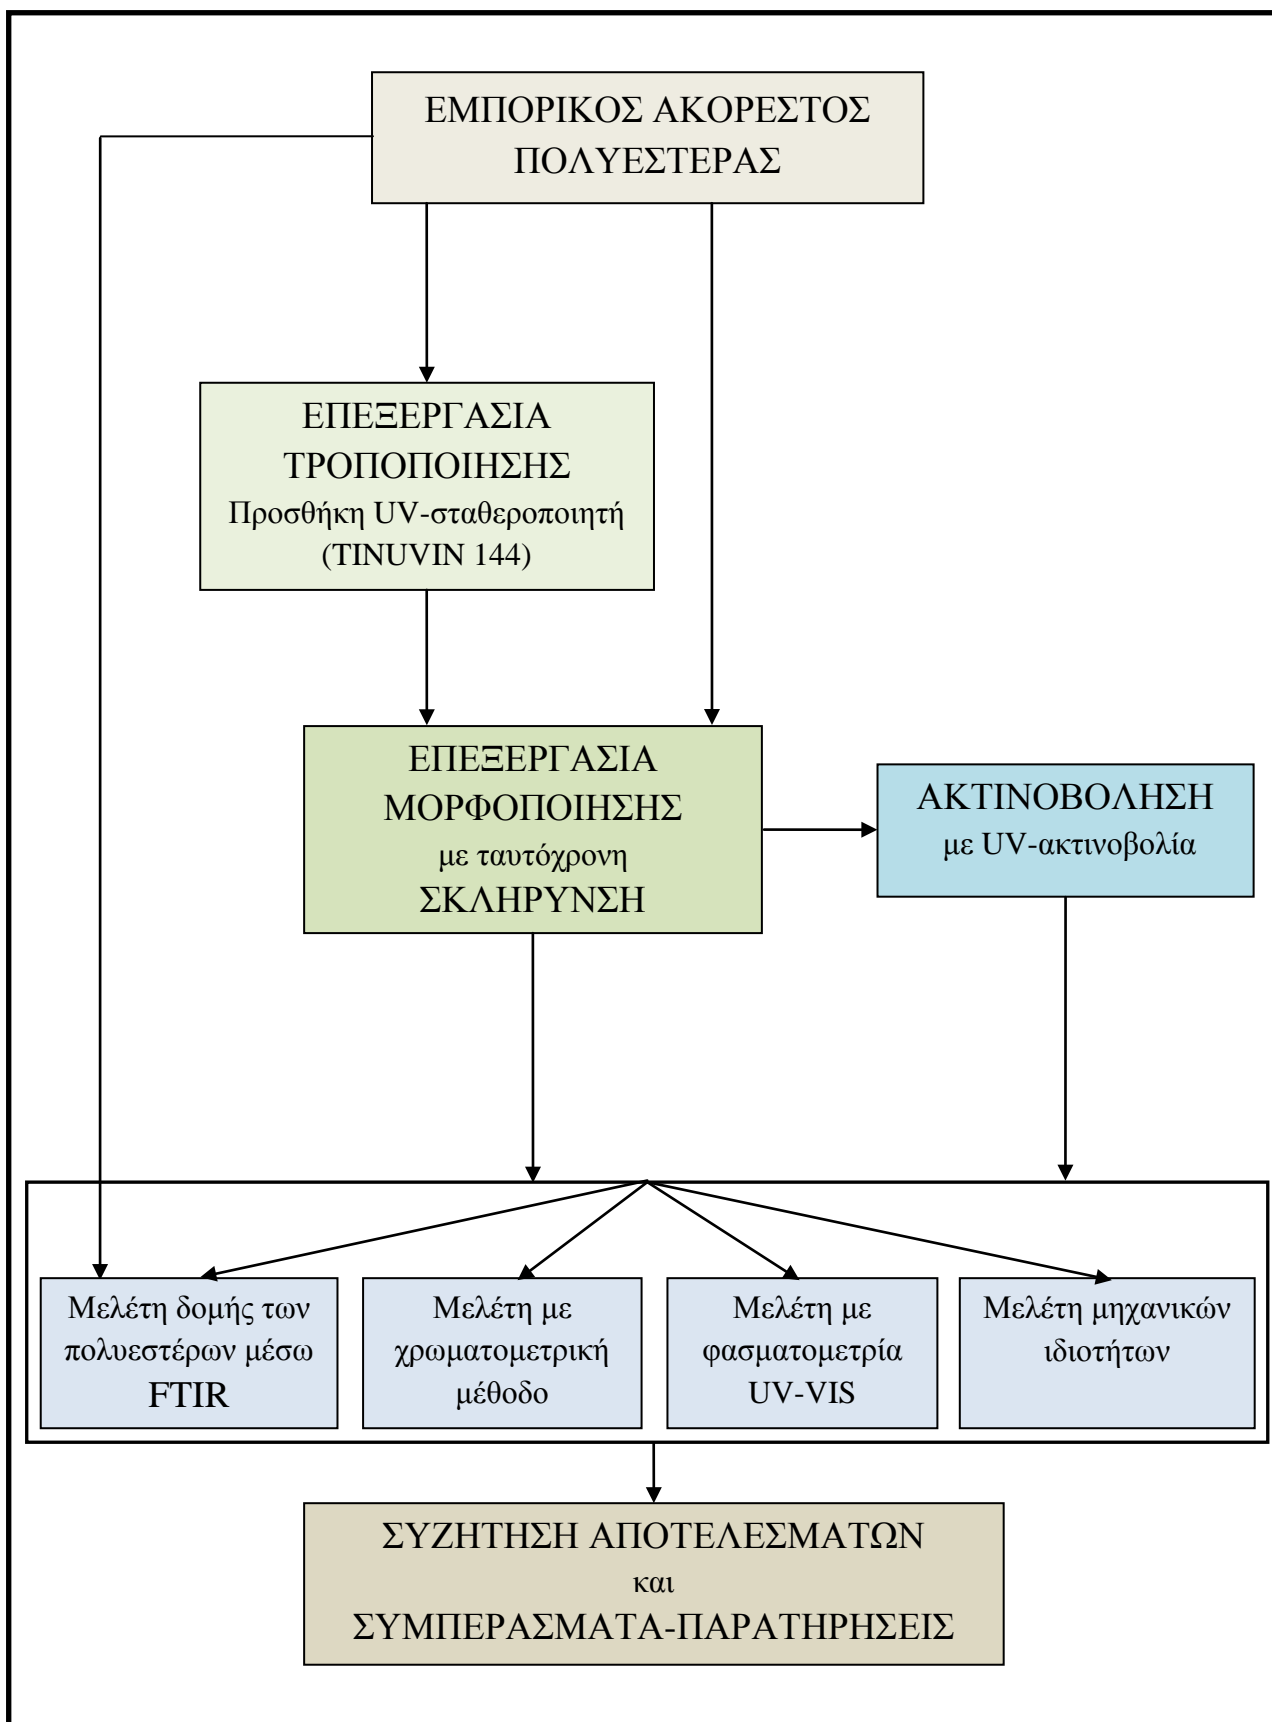 ΕΜΠΟΡΙΚΟΣ ΑΚΟΡΕΣΤΟΣ
ΠΟΛΥΕΣΤΕΡΑΣ
ΕΠΕΞΕΡΓΑΣΙΑ
ΤΡΟΠΟΠΟΙΗΣΗΣ
Προσθήκη UV-σταθεροποιητή
(TINUVIN 144)
ΕΠΕΞΕΡΓΑΣΙΑ
ΜΟΡΦΟΠΟΙΗΣΗΣ
με ταυτόχρονη
ΣΚΛΗΡΥΝΣΗ
ΑΚΤΙΝΟΒΟΛΗΣΗ
με UV-ακτινοβολία
Μελέτη δομής των
πολυεστέρων μέσω
FTIR
Μελέτη με
χρωματομετρική
μέθοδο
Μελέτη με
φασματομετρία
UV-VIS
Μελέτη μηχανικών
ιδιοτήτων
ΣΥΖΗΤΗΣΗ ΑΠΟΤΕΛΕΣΜΑΤΩΝ
και
ΣΥΜΠΕΡΑΣΜΑΤΑ-ΠΑΡΑΤΗΡΗΣΕΙΣ